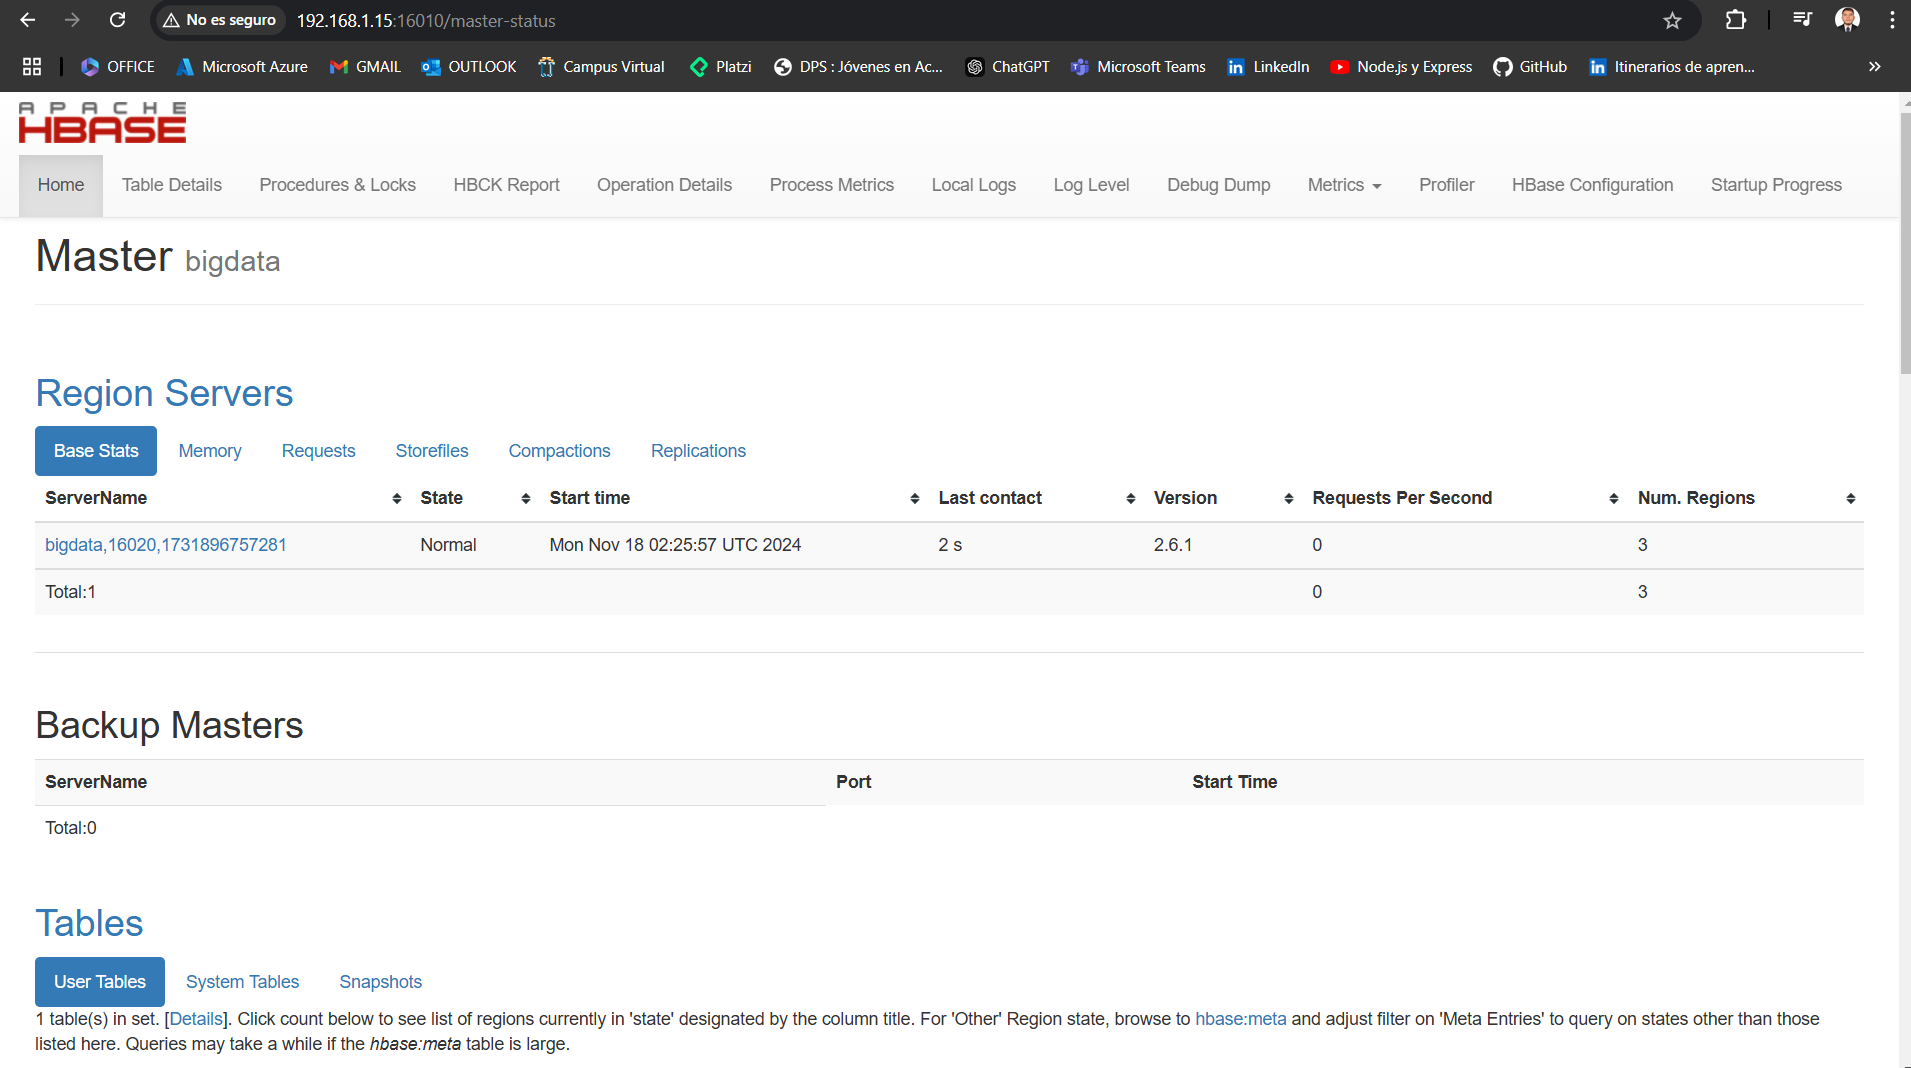 No es seguro 192.168.1.15:16010/master-status
OFFICE Microsoft Azure GMAIL OUTLOOK Campus Virtual Platzi DPS : Jóvenes en Ac... ChatGPT Microsoft Teams LinkedIn Node.js y Express GitHub Itinerarios de apren... »
APACHE
HBASE
Home Table Details Procedures & Locks HBCK Report Operation Details Process Metrics Local Logs Log Level Debug Dump Metrics Profiler HBase Configuration Startup Progress
Master bigdata
Region Servers
Base Stats Memory Requests Storefiles Compactions Replications
ServerName State Start time Last contact Version Requests Per Second Num. Regions
bigdata,16020,1731896757281 Normal Mon Nov 18 02:25:57 UTC 2024 2 s 2.6.1 0 3
Total:1 0 3
Backup Masters
ServerName Port Start Time
Total:0
Tables
User Tables System Tables Snapshots
1 table(s) in set. [Details]. Click count below to see list of regions currently in 'state' designated by the column title. For 'Other' Region state, browse to hbase:meta and adjust filter on 'Meta Entries' to query on states other than those
listed here. Queries may take a while if the hbase:meta table is large.